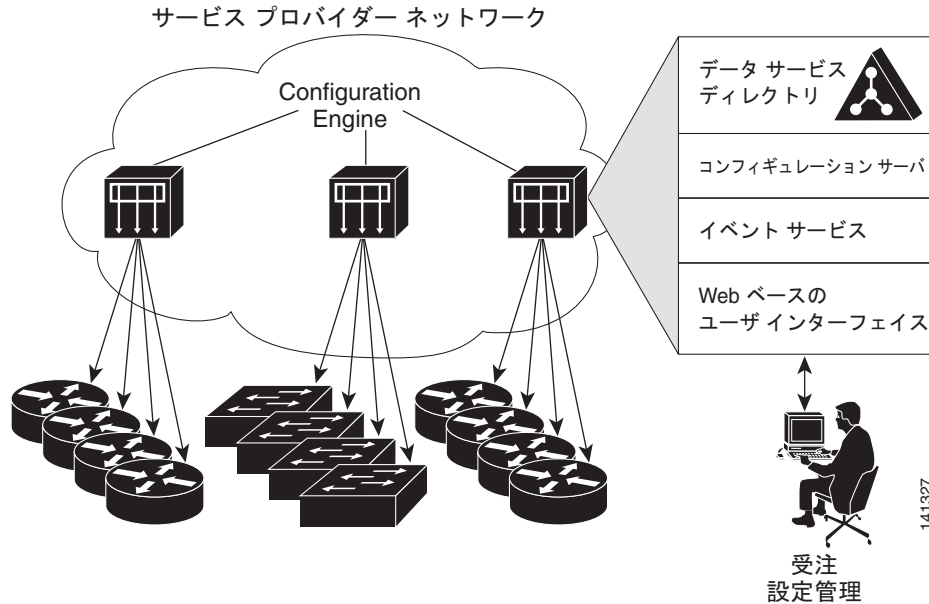 サービス プロバイダー ネットワーク
Configuration
Engine
データ サービス
ディレクトリ
コンフィギュレーション サーバ
イベント サービス
Web ベースの
ユーザ インターフェイス
141327
受注
設定管理